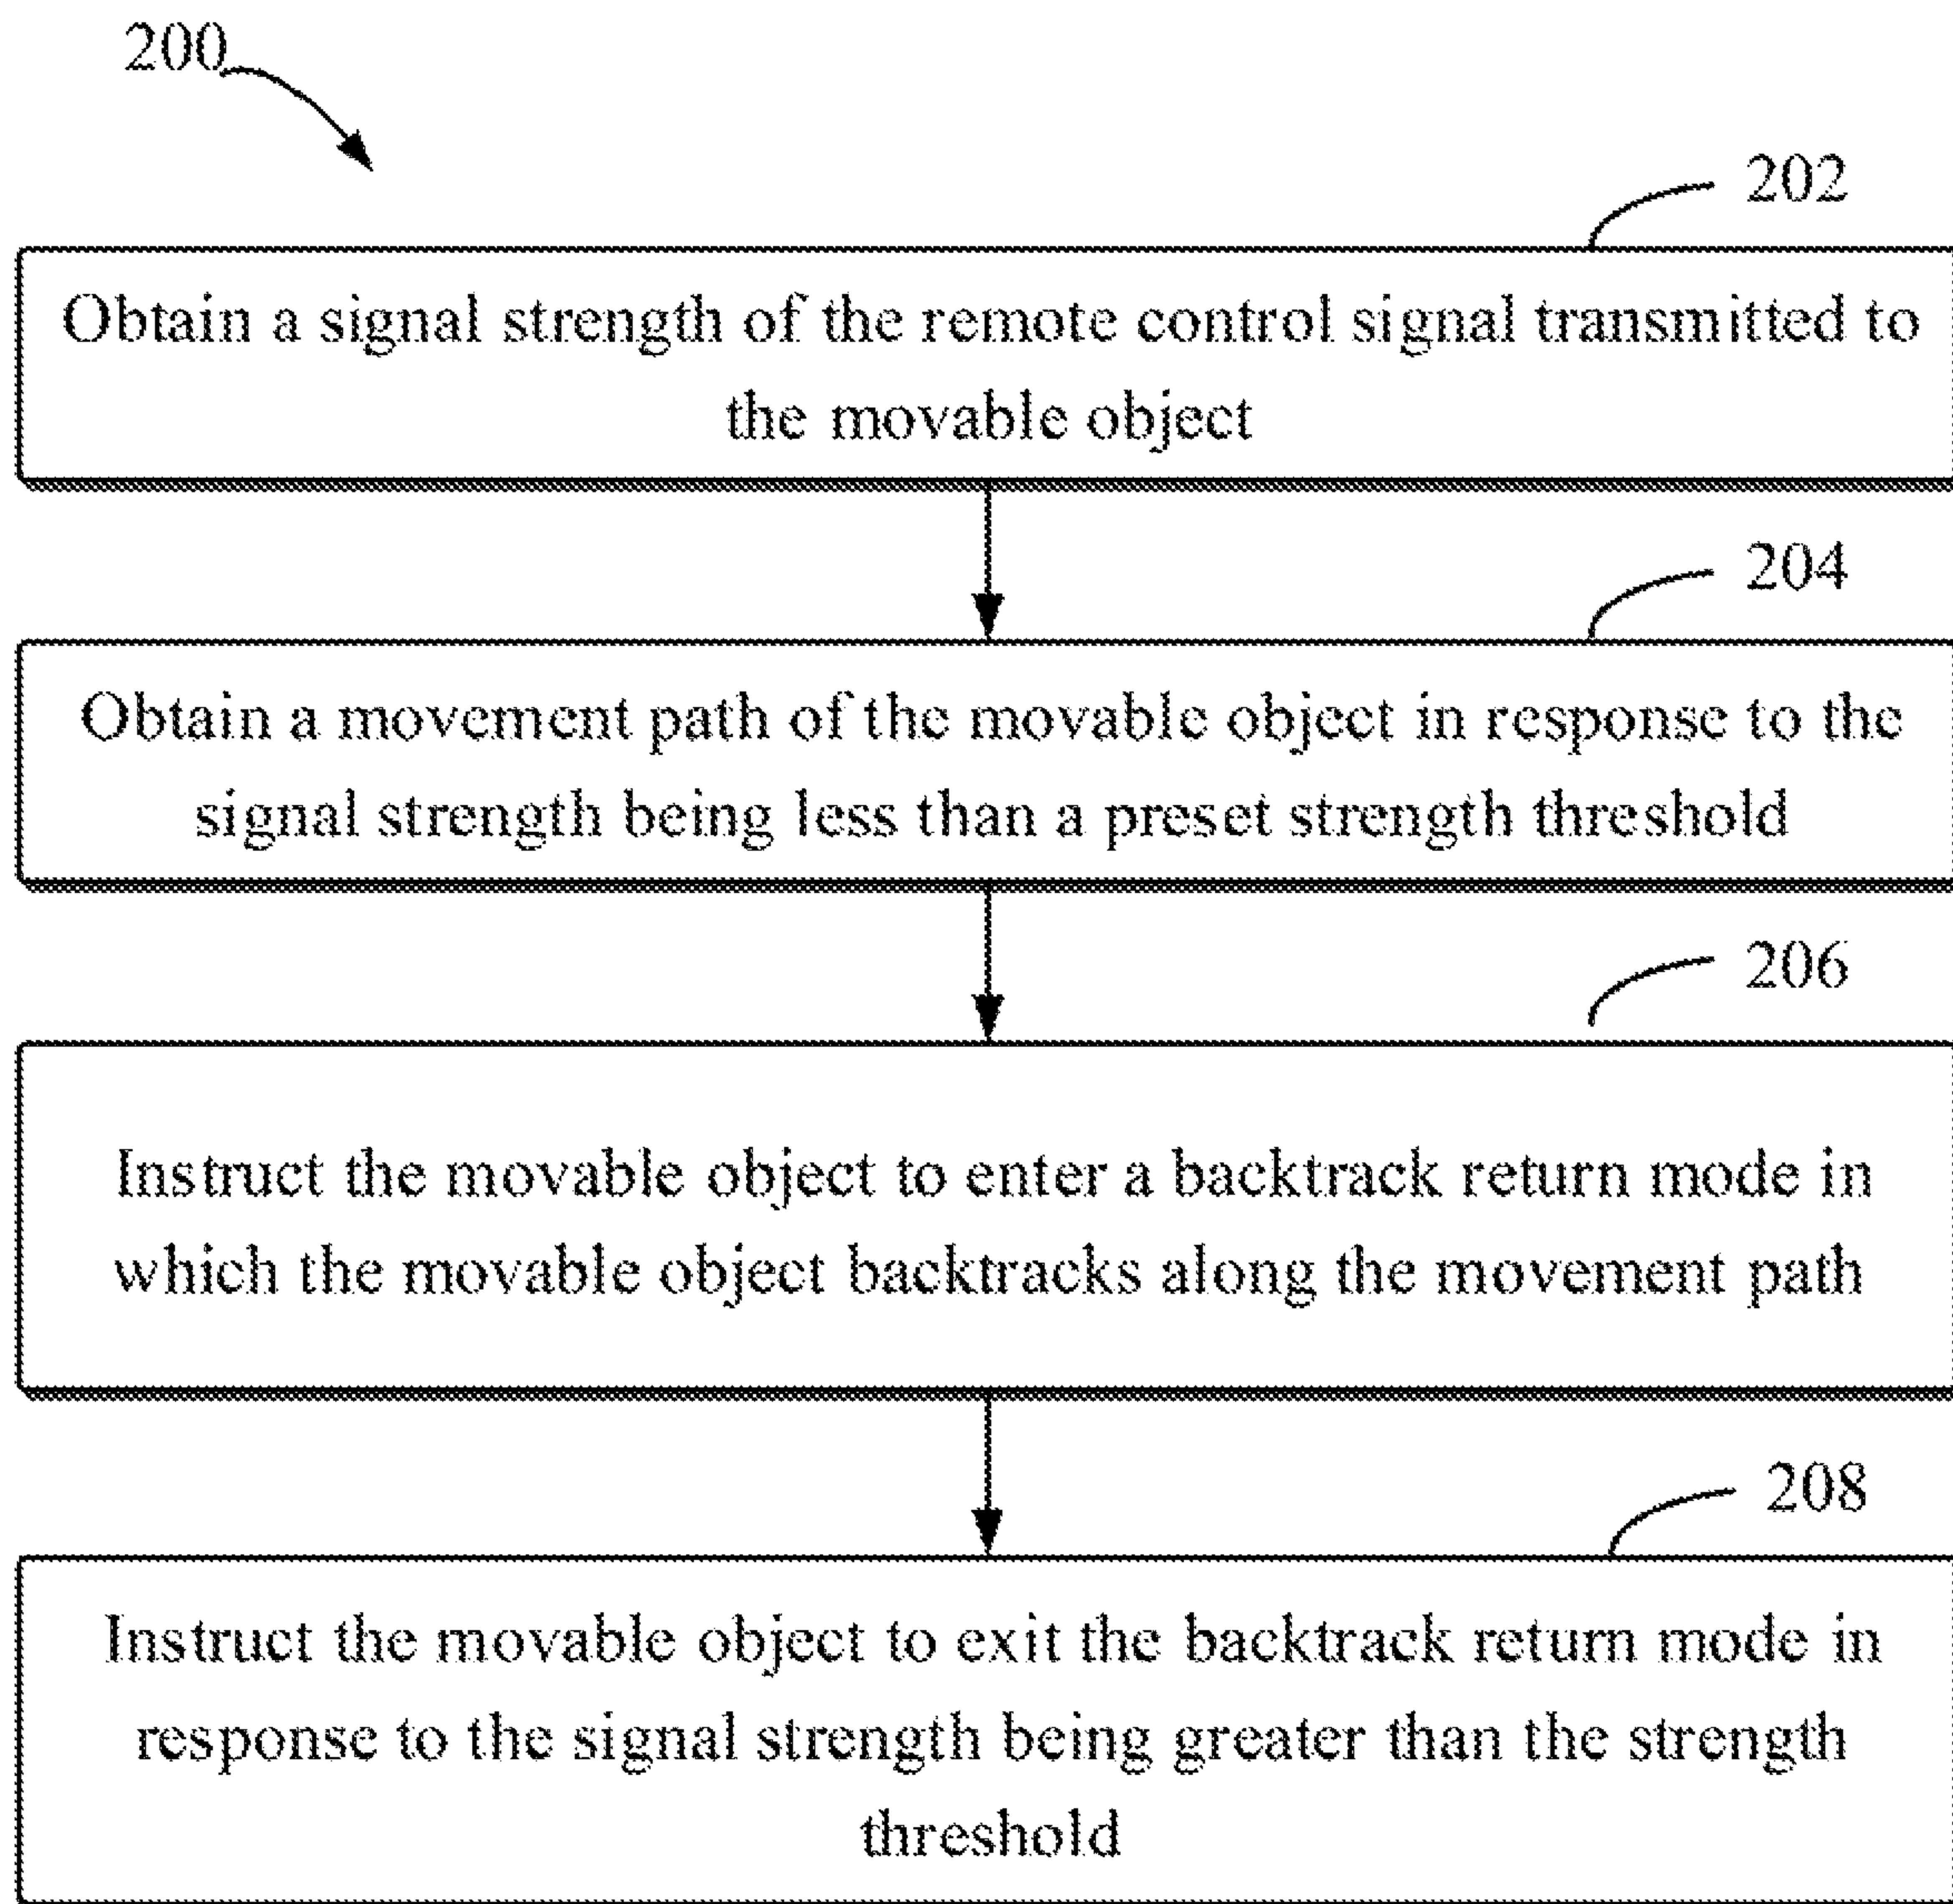 200
202
Obtain a signal strength of the remote control signal transmitted to
the movable object
204
Obtain a movement path of the movable object in response to the
signal strength being less than a preset strength threshold
206
Instruct the movable object to enter a backtrack return mode in
which the movable object backtracks along the movement path
208
Instruct the movable object to exit the backtrack return mode in
response to the signal strength being greater than the strength
threshold